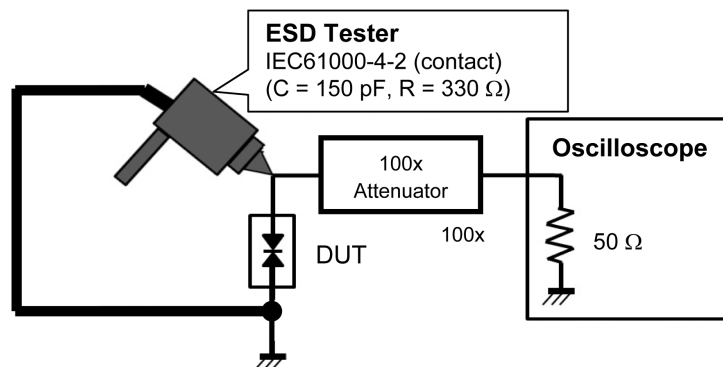 ESD Tester
IEC61000-4-2 (contact)
(C = 150 pF, R = 330 Ω)
100x
Attenuator
Oscilloscope
100x
50 Ω
DUT